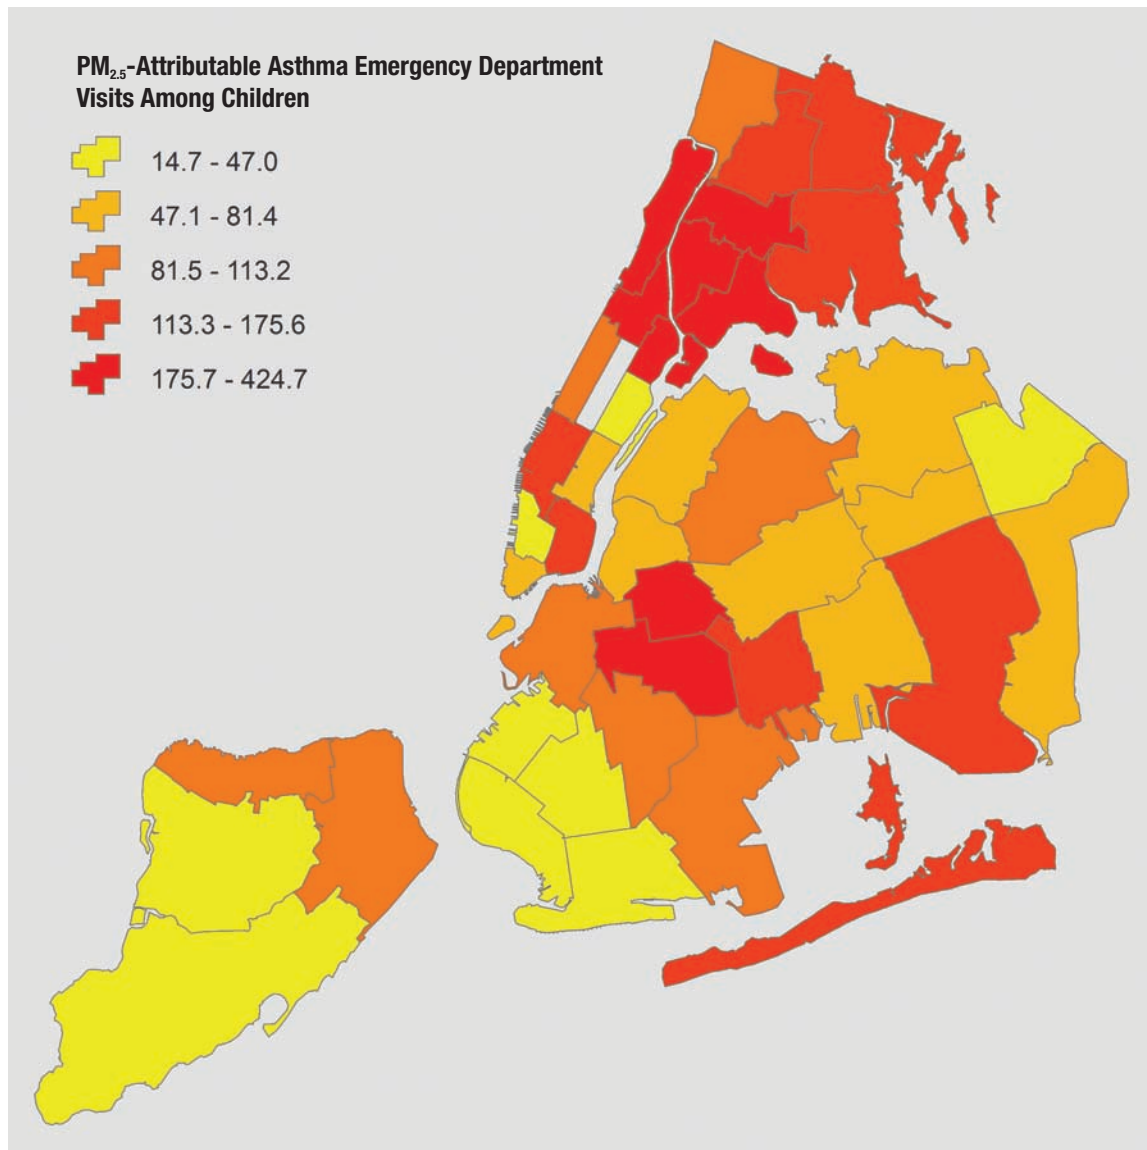 PM2.5-Attributable Asthma Emergency Department
Visits Among Children
14.7 - 47.0
47.1 - 81.4
81.5 - 113.2
113.3 - 175.6
175.7 - 424.7